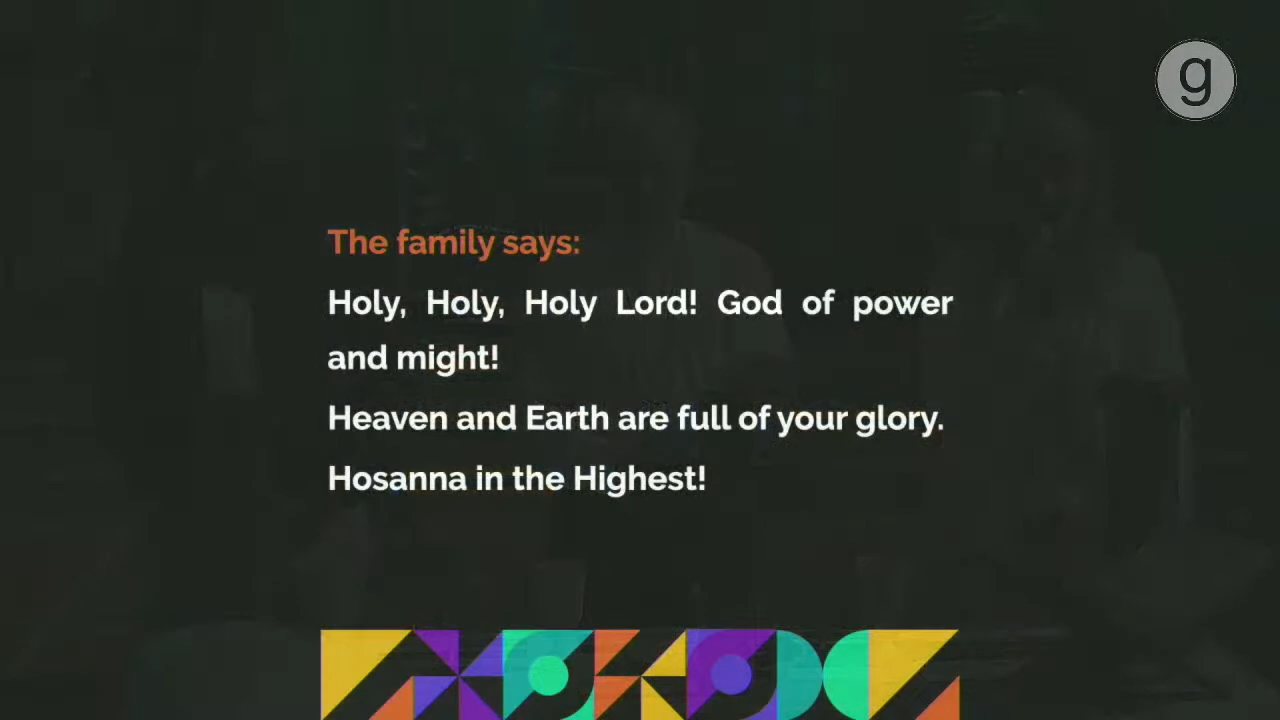 g
The family says:
Holy, Holy, Holy Lord! God of power
and might!
Heaven and Earth are full of your glory.
Hosanna in the Highest!